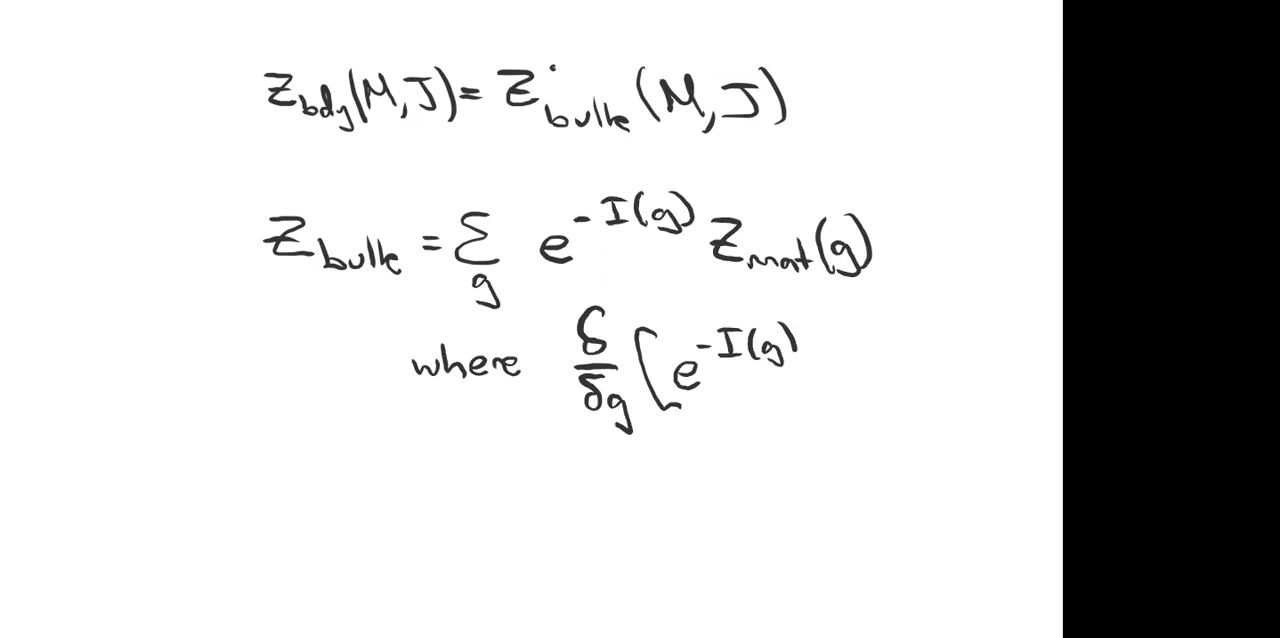 Z_bdy(M,J) = Z_bulk(M,J)
Z_bulk = Σ_g e^{-I(g)} Z_mat(g)
where δ/δg [e^{-I(g)}